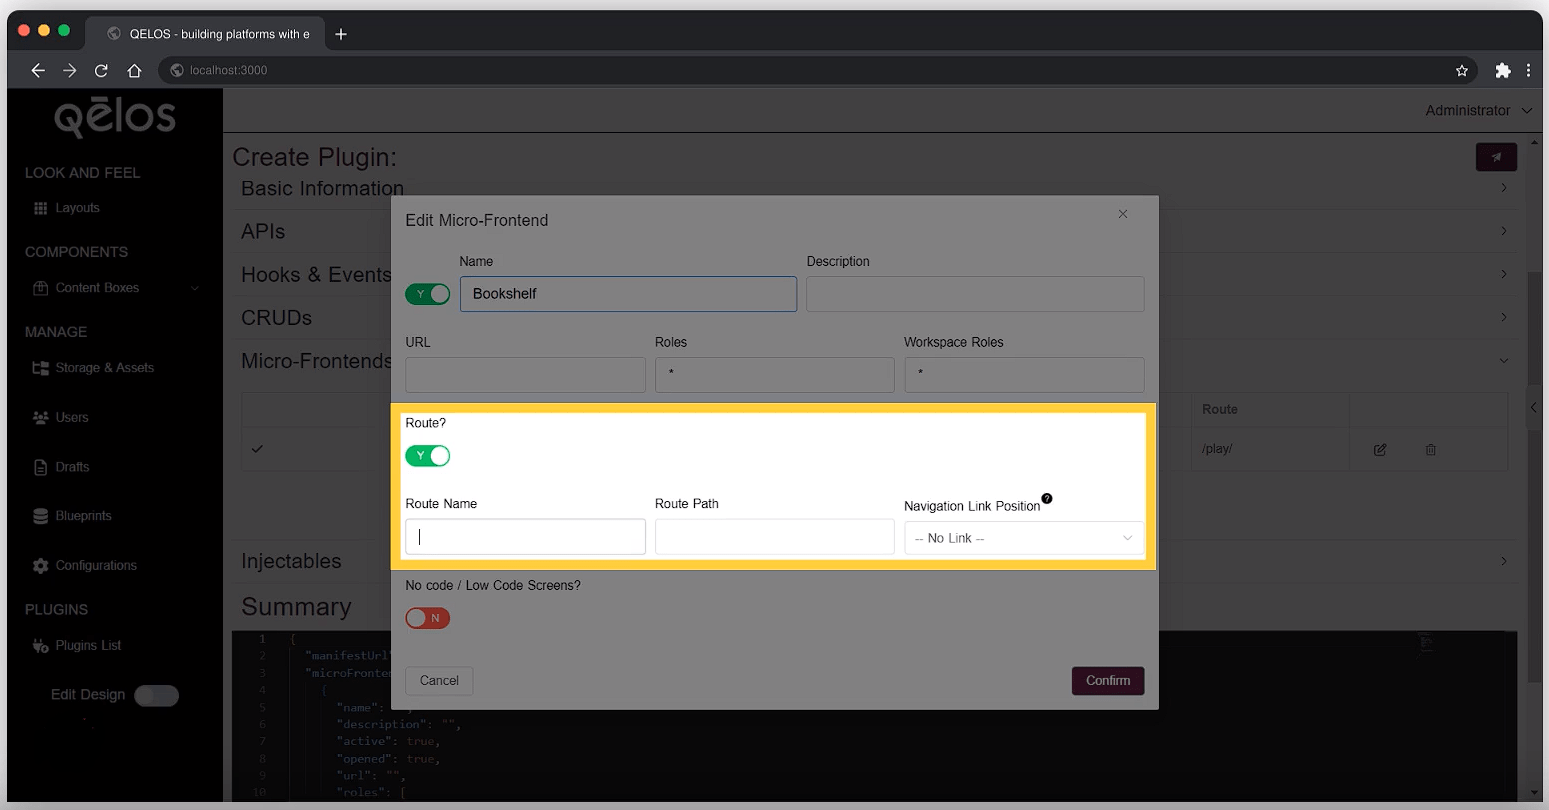 QELOS - building platforms with e
localhost:3000
qēlos
Administrator
LOOK AND FEEL
Layouts
COMPONENTS
Content Boxes
MANAGE
Storage & Assets
Users
Drafts
Blueprints
Configurations
PLUGINS
Plugins List
Edit Design
Create Plugin:
Basic Information
APIs
Hooks & Events
CRUDs
Micro-Frontends
Route
/play/
Injectables
Summary
Edit Micro-Frontend
Name
Description
Y
Bookshelf
URL
Roles
Workspace Roles
*
*
Route?
Y
Route Name
Route Path
Navigation Link Position ?
-- No Link --
No code / Low Code Screens?
N
Cancel
Confirm
1 {
2 "manifestUrl"
3 "microFronten
4 {
5 "name":
6 "description": "",
7 "active": true,
8 "opened": true,
9 "url": "",
10 "roles": [